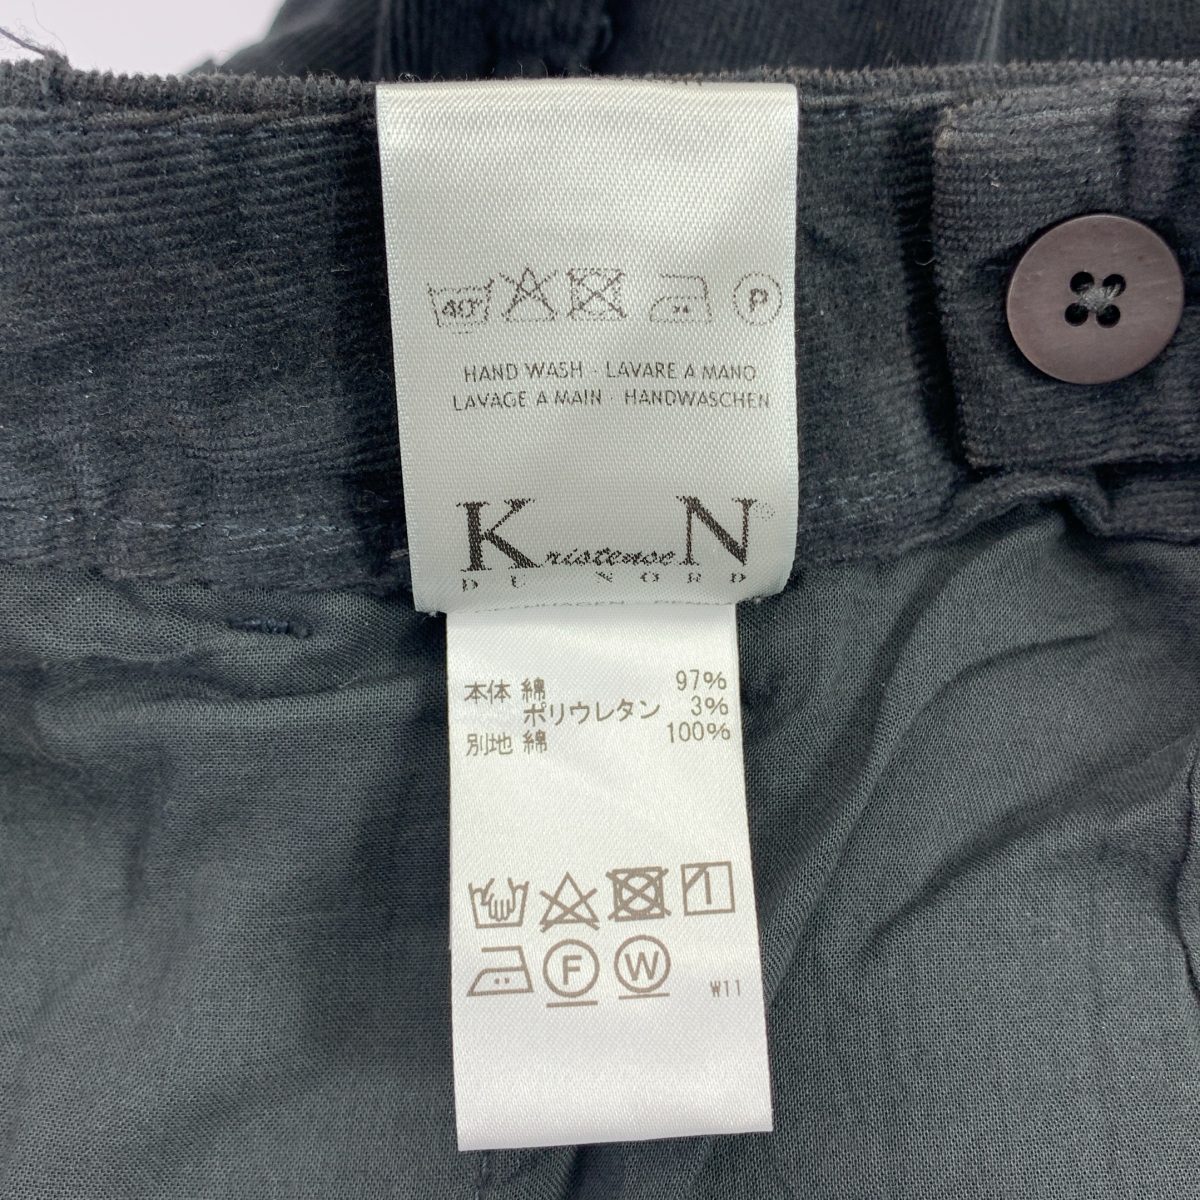 40°
P
HAND WASH · LAVARE A MANO
LAVAGE A MAIN · HANDWASCHEN
KristenseN®
DU NORD
本体 綿 97%
ポリウレタン 3%
別地 綿 100%
F W W11